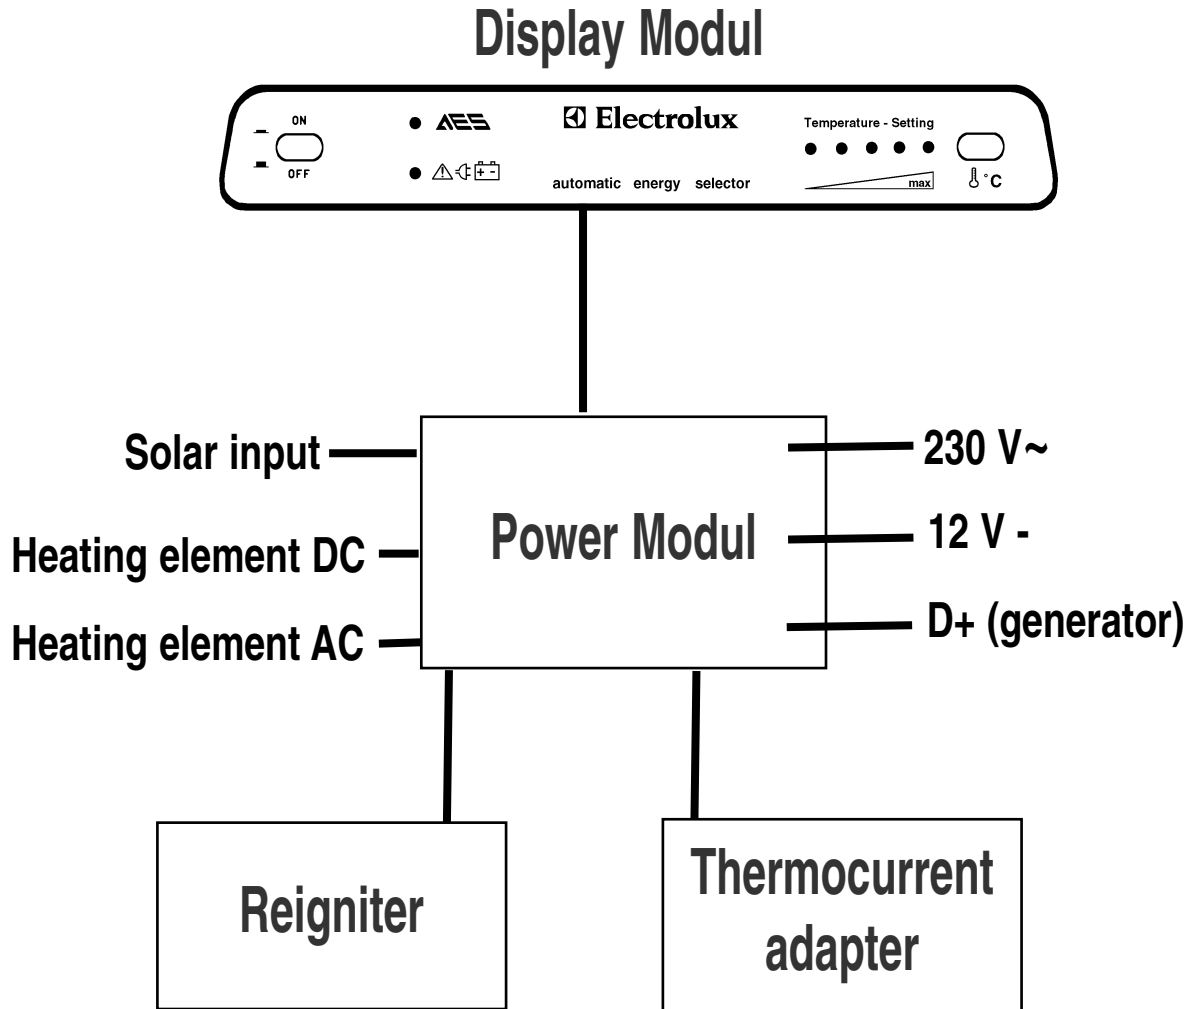 Display Modul
ON
OFF
AES
Electrolux
automatic energy selector
Temperature - Setting
max
°C
+ -
Solar input
Heating element DC
Heating element AC
Power Modul
230 V~
12 V -
D+ (generator)
Reigniter
Thermocurrent
adapter